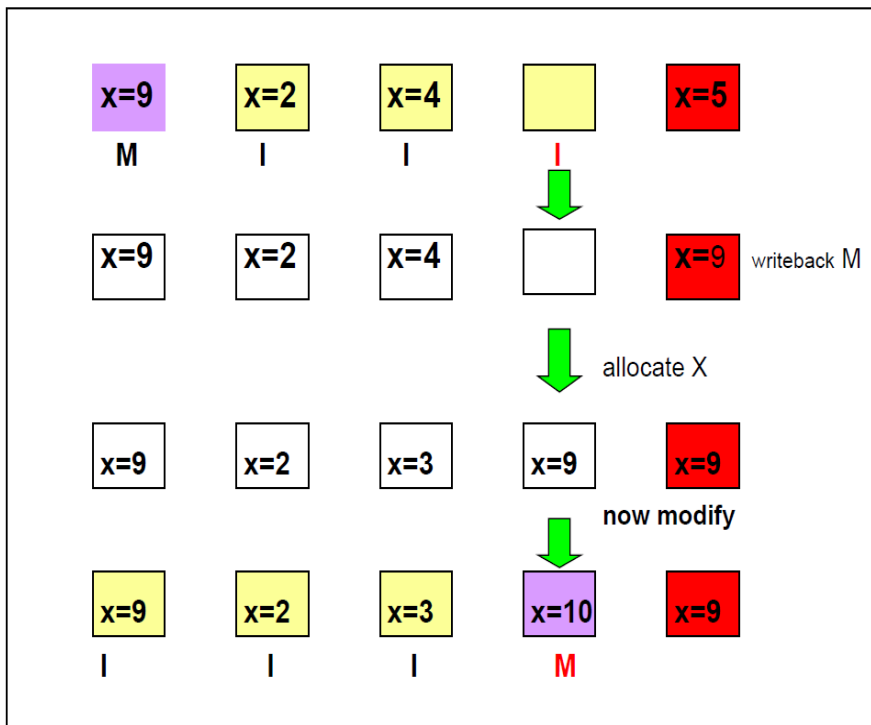 x=9 x=2 x=4 x=5
M I I I
x=9 x=2 x=4 x=9 writeback M
allocate X
x=9 x=2 x=3 x=9 x=9
now modify
x=9 x=2 x=3 x=10 x=9
I I I M